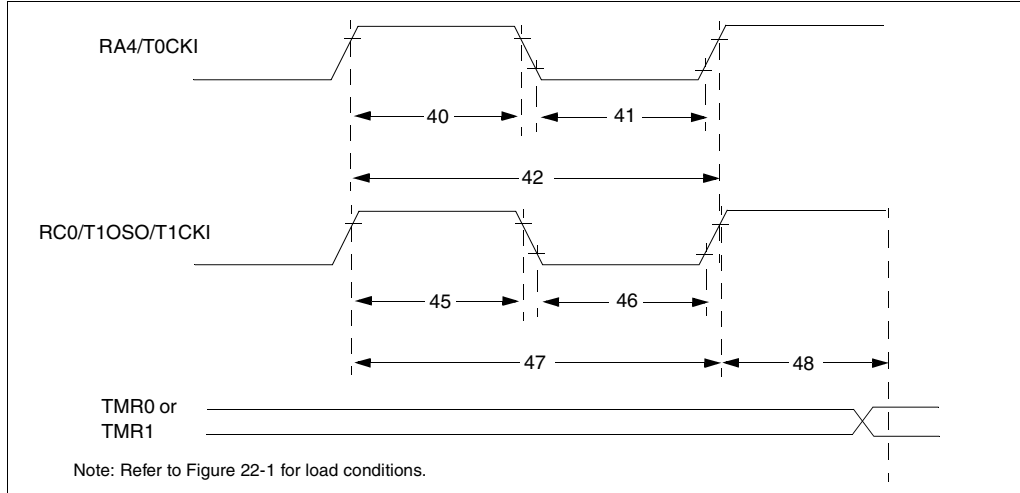 RA4/T0CKI
40
41
42
RC0/T1OSO/T1CKI
45
46
47
48
TMR0 or
TMR1
Note: Refer to Figure 22-1 for load conditions.